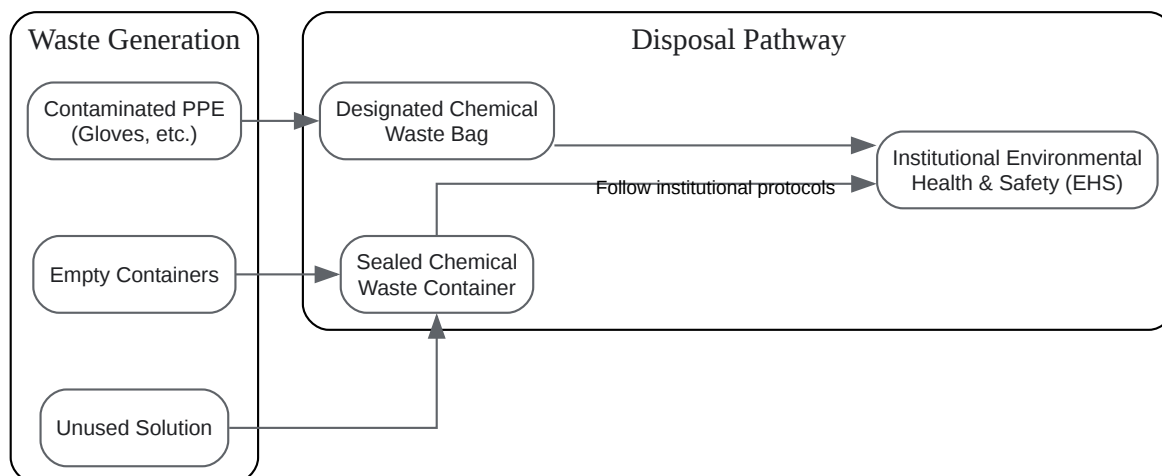 Waste Generation
Disposal Pathway
Contaminated PPE
(Gloves, etc.)
Designated Chemical
Waste Bag
Institutional Environmental
Health & Safety (EHS)
Follow institutional protocols
Empty Containers
Sealed Chemical
Waste Container
Unused Solution